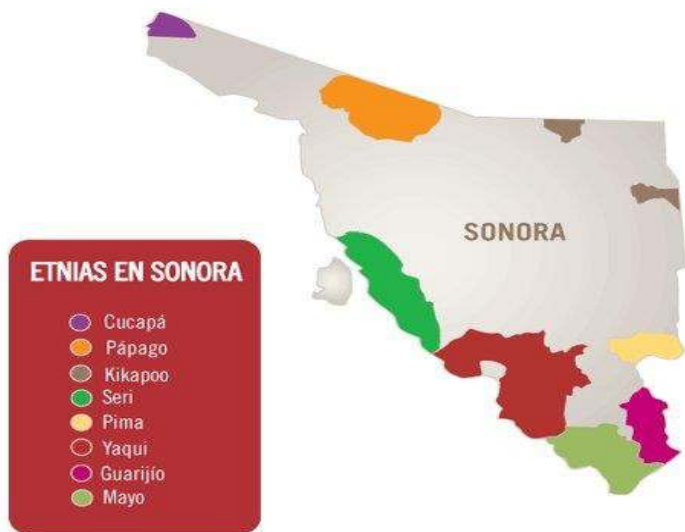 SONORA
ETNIAS EN SONORA
Cucapá
Pápago
Kikapoo
Seri
Pima
Yaqui
Guarijío
Mayo